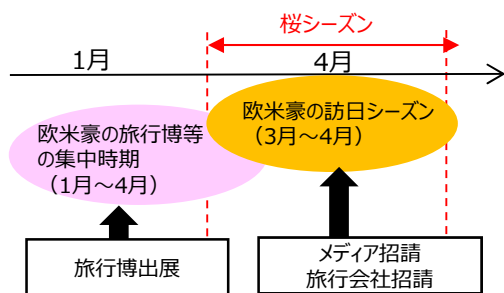 桜シーズン
1月
4月
欧米豪の旅行博等
の集中時期
（1月～4月）
欧米豪の訪日シーズン
（3月～4月）
旅行博出展
メディア招請
旅行会社招請